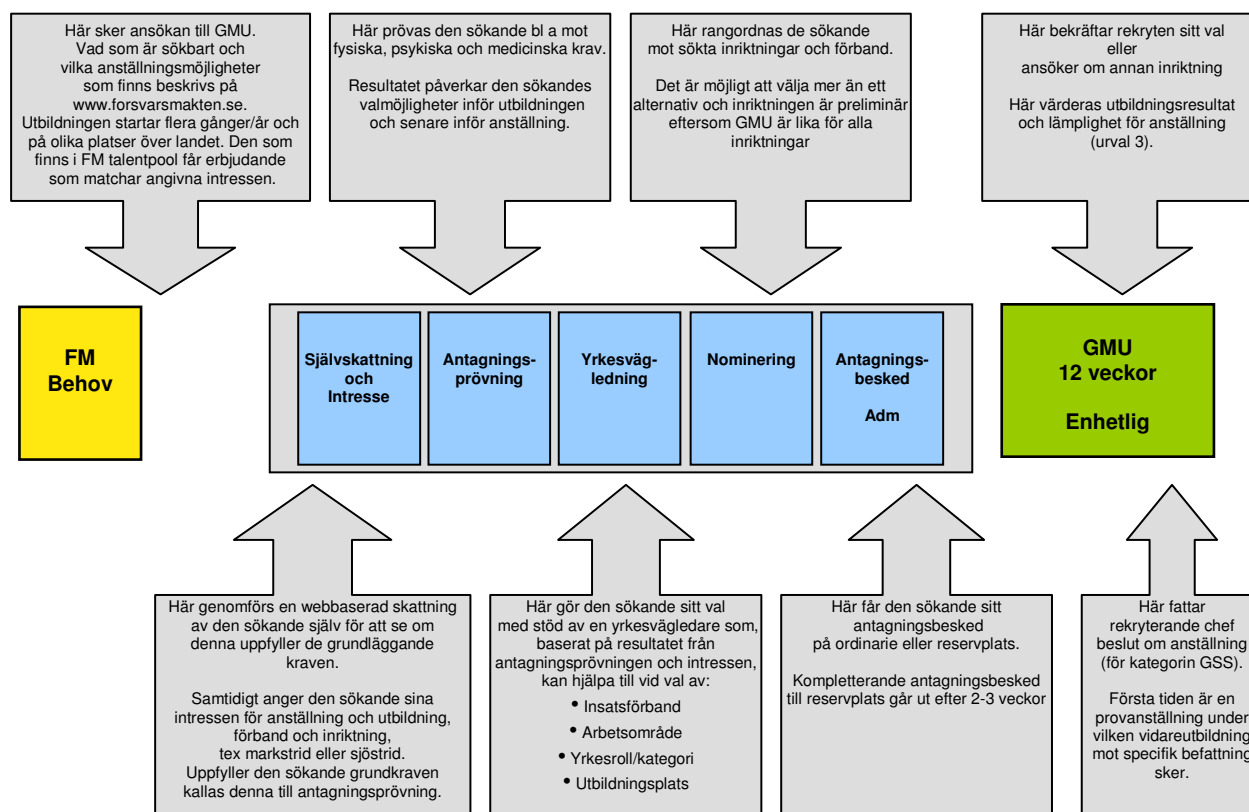 Här sker ansökan till GMU.
Vad som är sökbart och
vilka anställningsmöjligheter
som finns beskrivs på
www.forsvarsmakten.se.
Utbildningen startar flera gånger/år och
på olika platser över landet. Den som
finns i FM talentpool får erbjudande
som matchar angivna intressen.
Här prövas den sökande bl a mot
fysiska, psykiska och medicinska krav.
Resultatet påverkar den sökandes
valmöjligheter inför utbildningen
och senare inför anställning.
Här rangordnas de sökande
mot sökta inriktningar och förband.
Det är möjligt att välja mer än ett
alternativ och inriktningen är preliminär
eftersom GMU är lika för alla
inriktningar
Här bekräftar rekryten sitt val
eller
ansöker om annan inriktning
Här värderas utbildningsresultat
och lämplighet för anställning
(urval 3).
FM
Behov
Självskattning
och
Intresse
Antagnings-
prövning
Yrkesväg-
ledning
Nominering
Antagnings-
besked
Adm
GMU
12 veckor
Enhetlig
Här genomförs en webbaserad skattning
av den sökande själv för att se om
denna uppfyller de grundläggande
kraven.
Samtidigt anger den sökande sina
intressen för anställning och utbildning,
förband och inriktning,
tex markstrid eller sjöstrid.
Uppfyller den sökande grundkraven
kallas denna till antagningsprövning.
Här gör den sökande sitt val
med stöd av en yrkesvägledare som,
baserat på resultatet från
antagningsprövningen och intressen,
kan hjälpa till vid val av:
• Insatsförband
• Arbetsområde
• Yrkesroll/kategori
• Utbildningsplats
Här får den sökande sitt
antagningsbesked
på ordinarie eller reservplats.
Kompletterande antagningsbesked
till reservplats går ut efter 2-3 veckor
Här fattar
rekryterande chef
beslut om anställning
(för kategorin GSS).
Första tiden är en
provanställning under
vilken vidareutbildning
mot specifik befattning
sker.